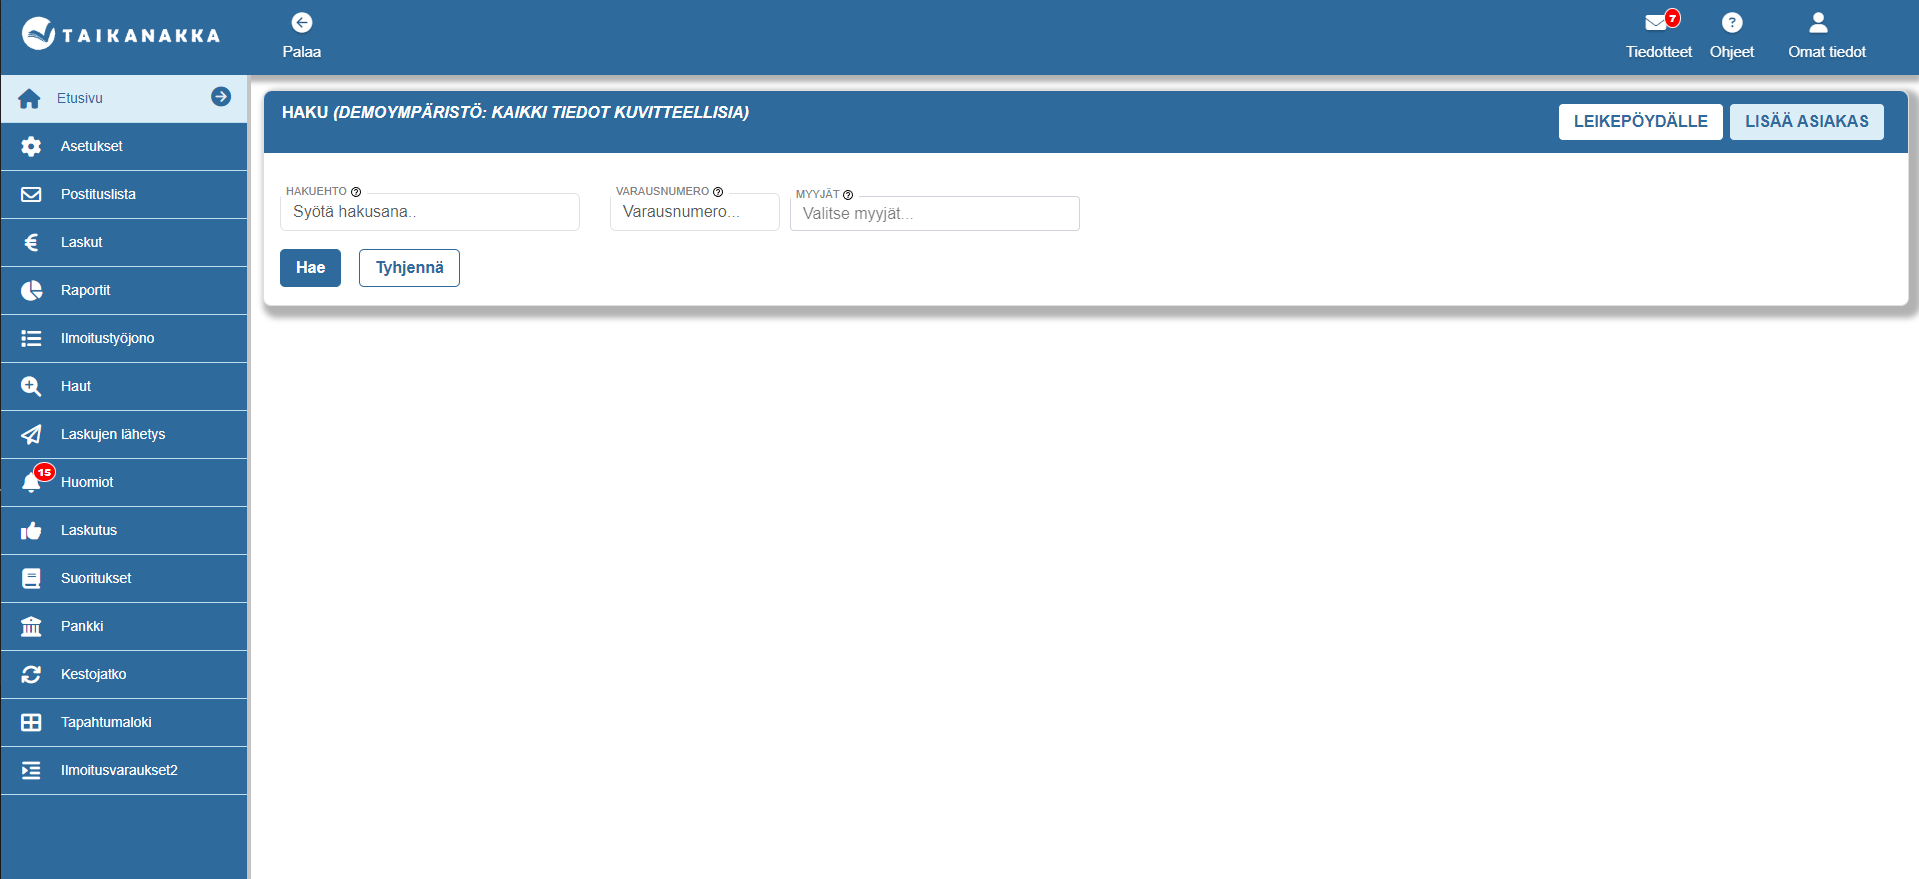 TAIKANAKKA
Palaa
7
Tiedotteet
Ohjeet
Omat tiedot
Etusivu
Asetukset
Postituslista
Laskut
Raportit
Ilmoitustyöjono
Haut
Laskujen lähetys
15
Huomiot
Laskutus
Suoritukset
Pankki
Kestojatko
Tapahtumaloki
Ilmoitusvaraukset2
HAKU (DEMOYMPÄRISTÖ: KAIKKI TIEDOT KUVITTEELLISIA)
LEIKEPÖYDÄLLE
LISÄÄ ASIAKAS
HAKUEHTO
Syötä hakusana..
VARAUSNUMERO
Varausnumero...
MYYJÄT
Valitse myyjät...
Hae
Tyhjennä